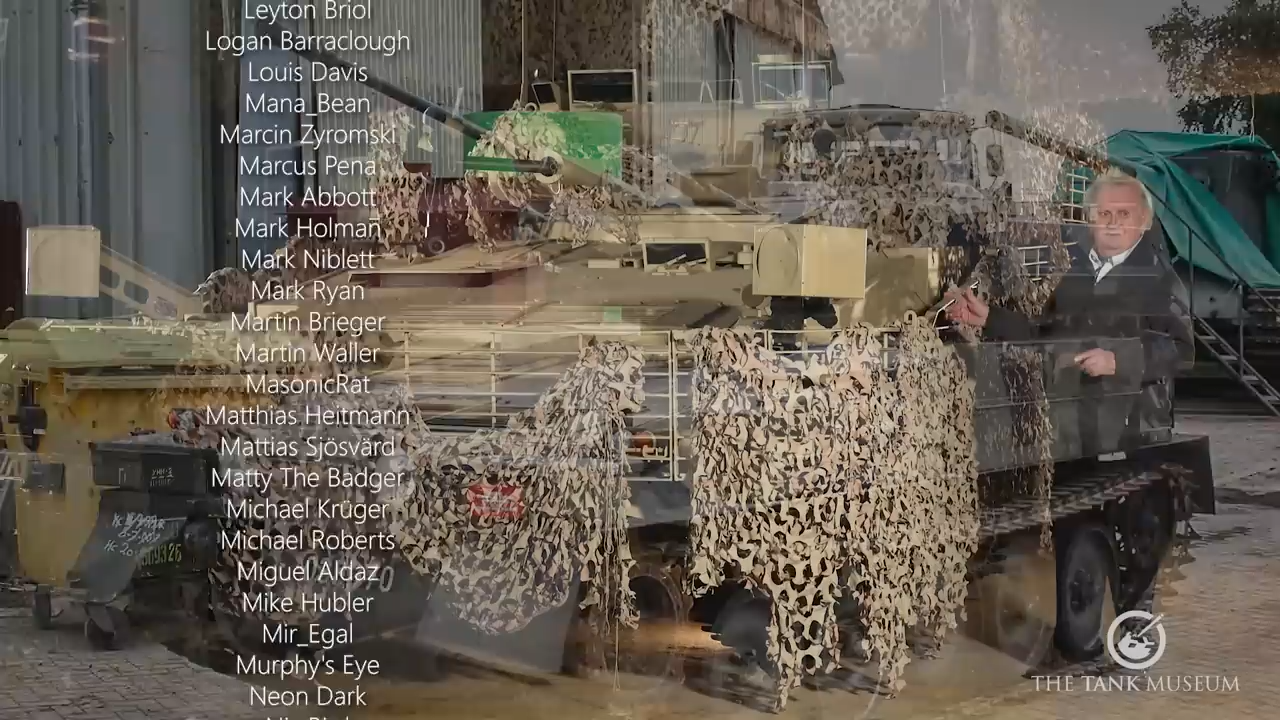 Leyton Briol
Logan Barraclough
Louis Davis
Mana_Bean
Marcin Zyromski
Marcus Pena
Mark Abbott
Mark Holman
Mark Niblett
Mark Ryan
Martin Brieger
Martin Waller
MasonicRat
Matthias Heitmann
Mattias Sjösvärd
Matty The Badger
Michael Krüger
Michael Roberts
Miguel Aldaz
Mike Hubler
Mir_Egal
Murphy's Eye
Neon Dark
THE TANK MUSEUM